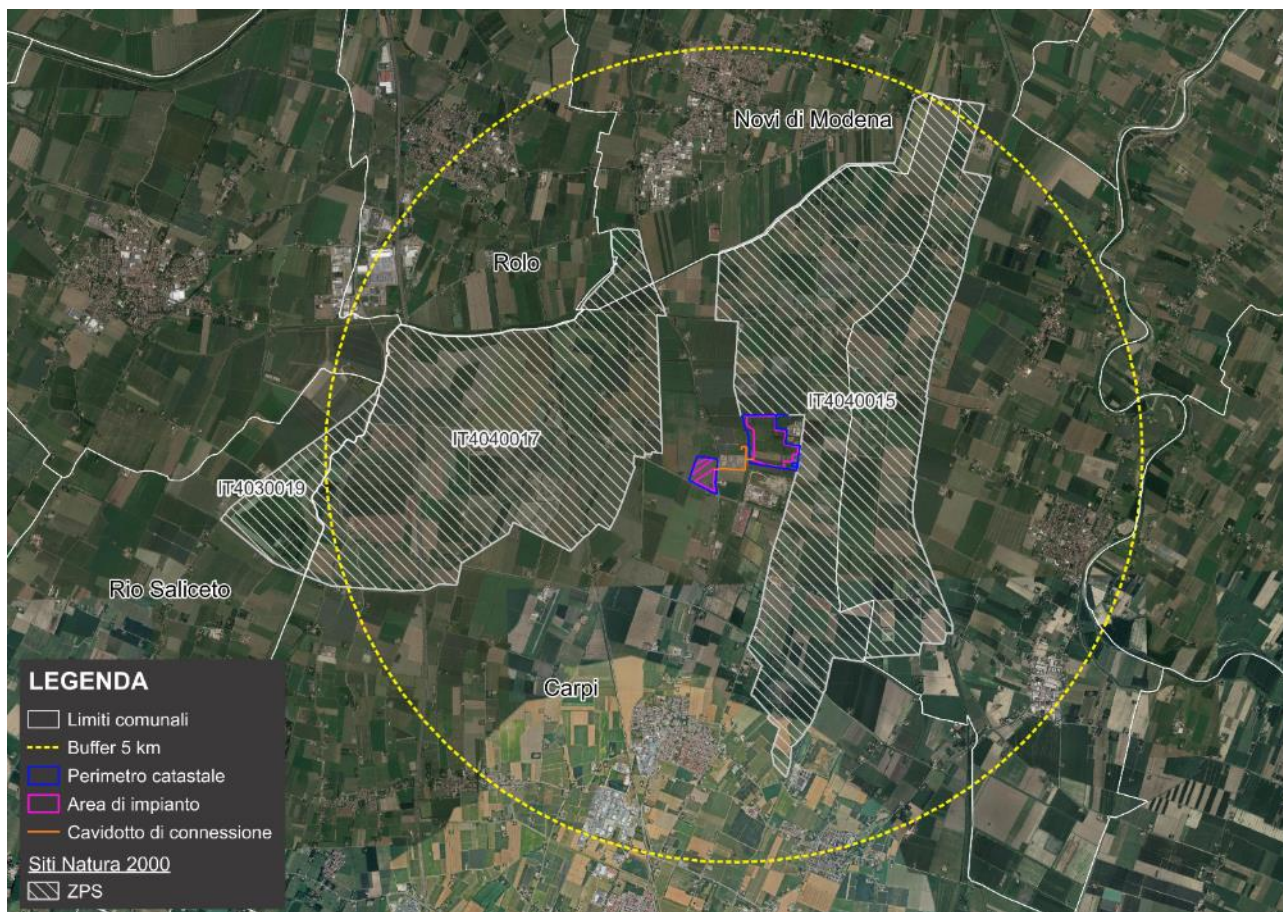 Novi di Modena
Rolo
IT4040015
IT4040017
IT4030019
Rio Saliceto
Carpi
LEGENDA
Limiti comunali
Buffer 5 km
Perimetro catastale
Area di impianto
Cavidotto di connessione
Siti Natura 2000
ZPS